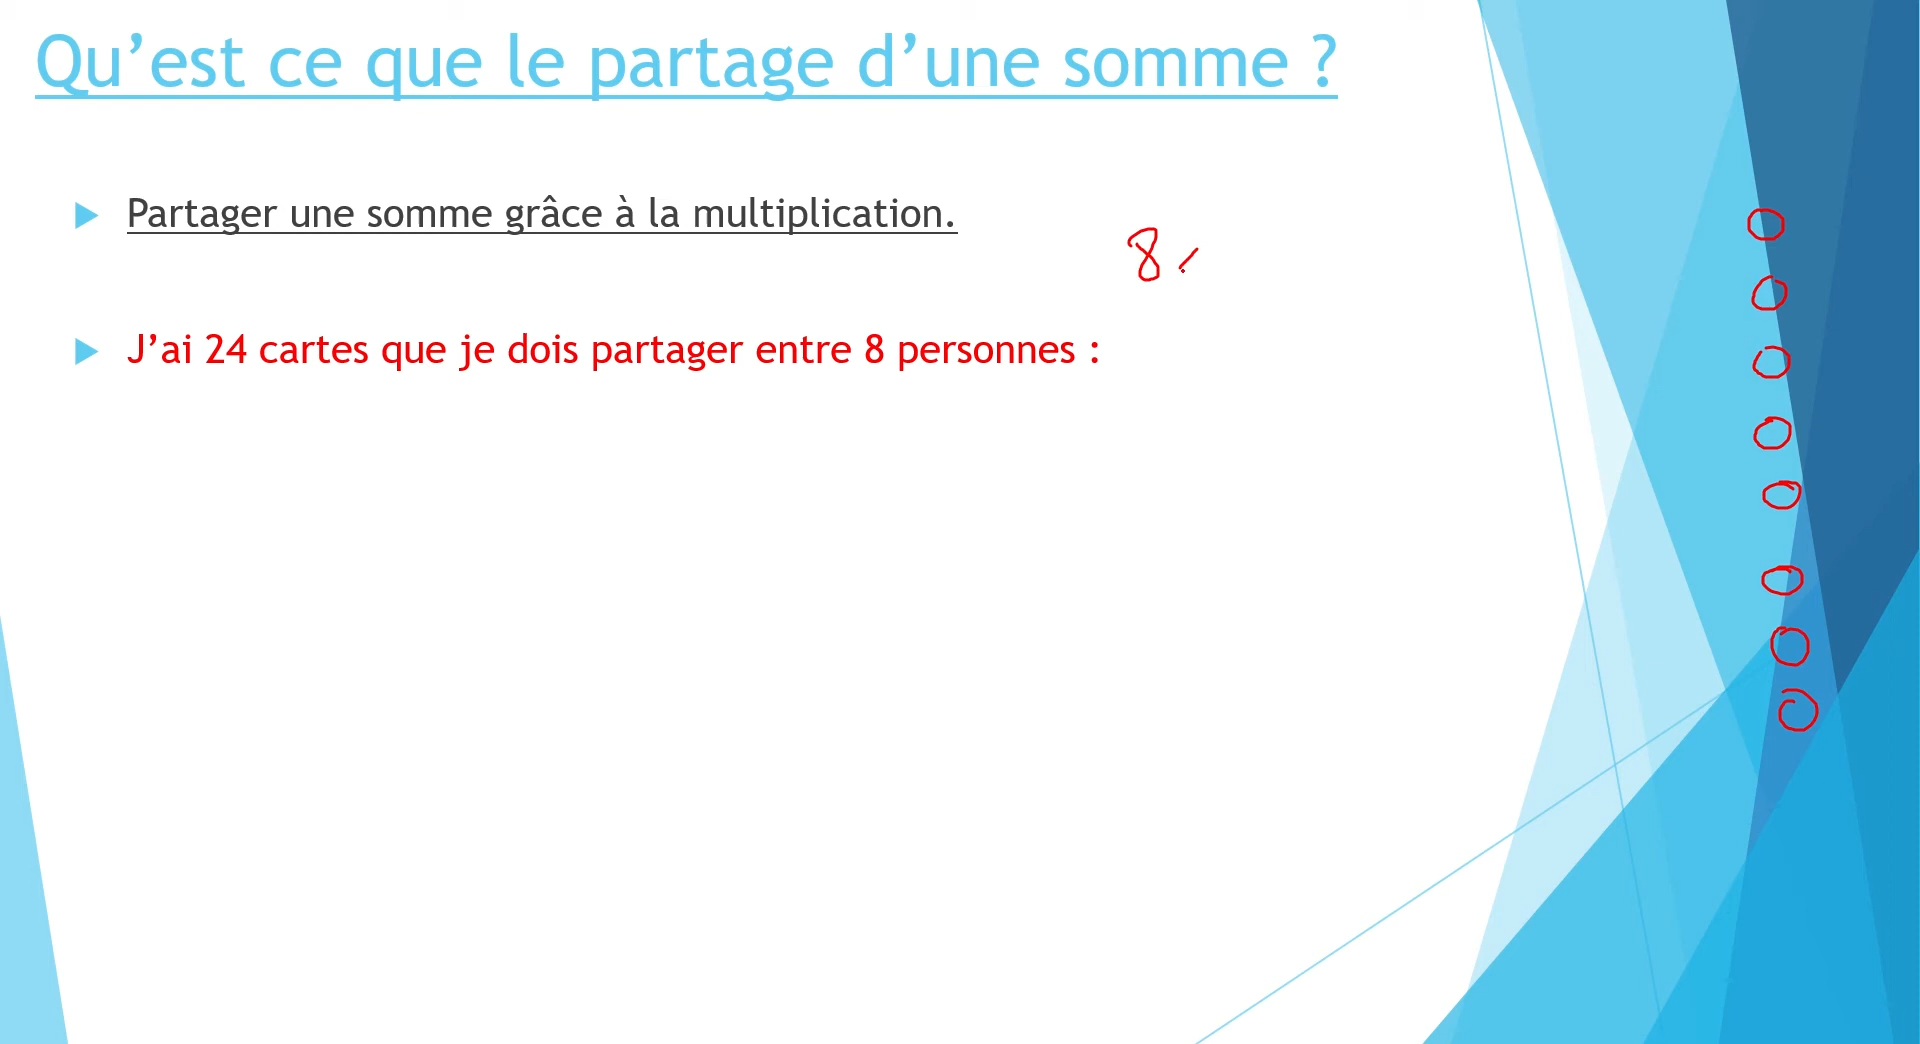 Qu’est ce que le partage d’une somme ?
Partager une somme grâce à la multiplication.
8
J’ai 24 cartes que je dois partager entre 8 personnes :